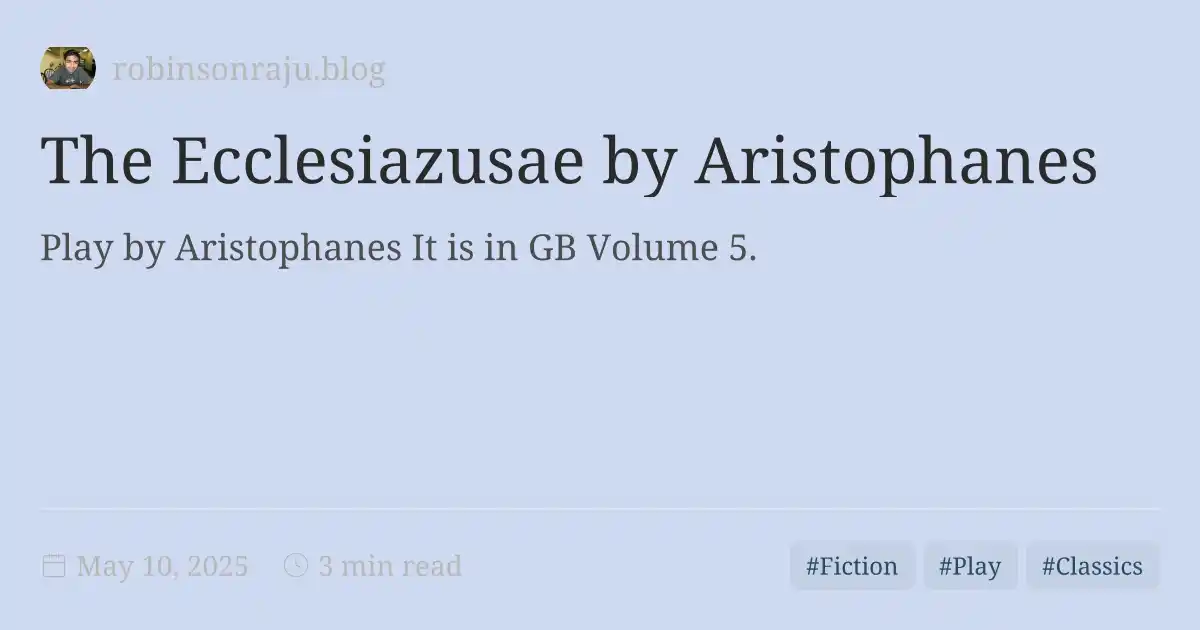 robinsonraju.blog
The Ecclesiazusae by Aristophanes
Play by Aristophanes It is in GB Volume 5.
May 10, 2025 3 min read #Fiction #Play #Classics